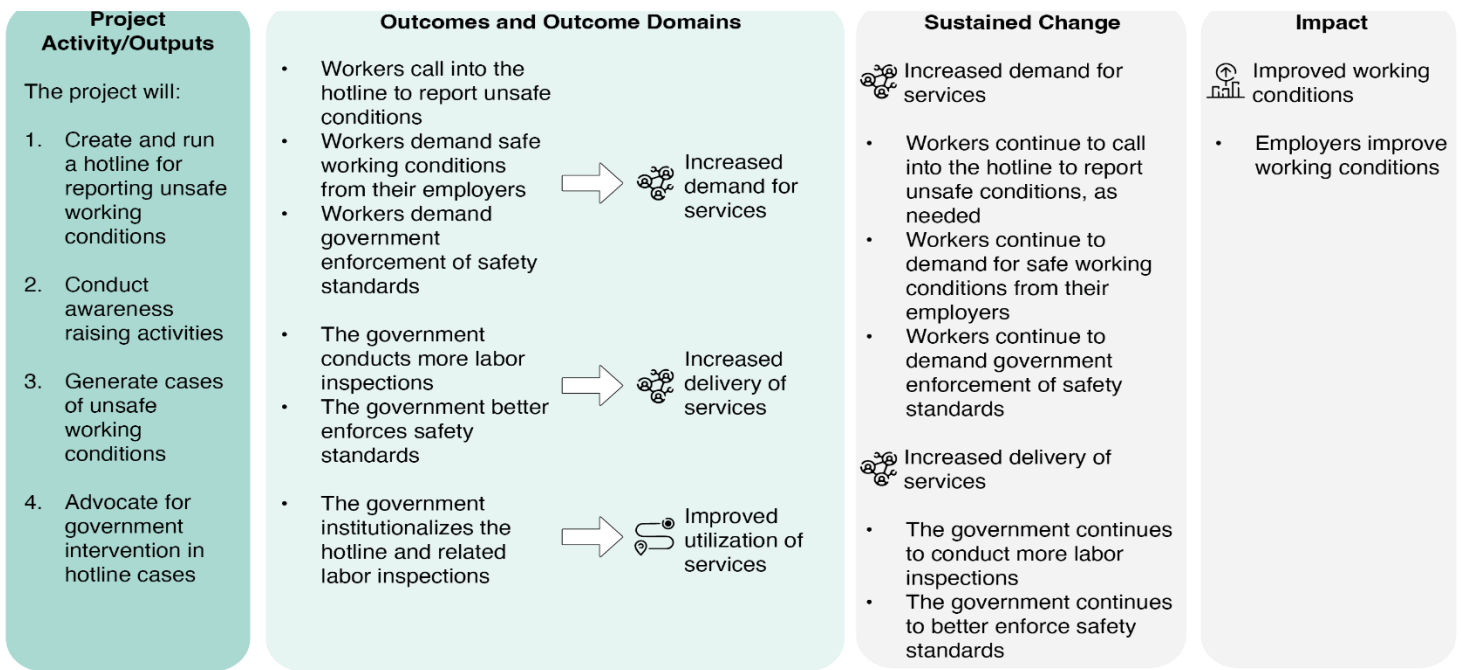 Project
Activity/Outputs
The project will:
1. Create and run
a hotline for
reporting unsafe
working
conditions
2. Conduct
awareness
raising activities
3. Generate cases
of unsafe
working
conditions
4. Advocate for
government
intervention in
hotline cases
Outcomes and Outcome Domains
• Workers call into the
hotline to report unsafe
conditions
• Workers demand safe
working conditions
from their employers
• Workers demand
government
enforcement of safety
standards
Increased
demand for
services
• The government
conducts more labor
inspections
• The government better
enforces safety
standards
Increased
delivery of
services
• The government
institutionalizes the
hotline and related
labor inspections
Improved
utilization of
services
Sustained Change
Increased demand for
services
• Workers continue to call
into the hotline to report
unsafe conditions, as
needed
• Workers continue to
demand for safe working
conditions from their
employers
• Workers continue to
demand government
enforcement of safety
standards
Increased delivery of
services
• The government continues
to conduct more labor
inspections
• The government continues
to better enforce safety
standards
Impact
Improved working
conditions
• Employers improve
working conditions